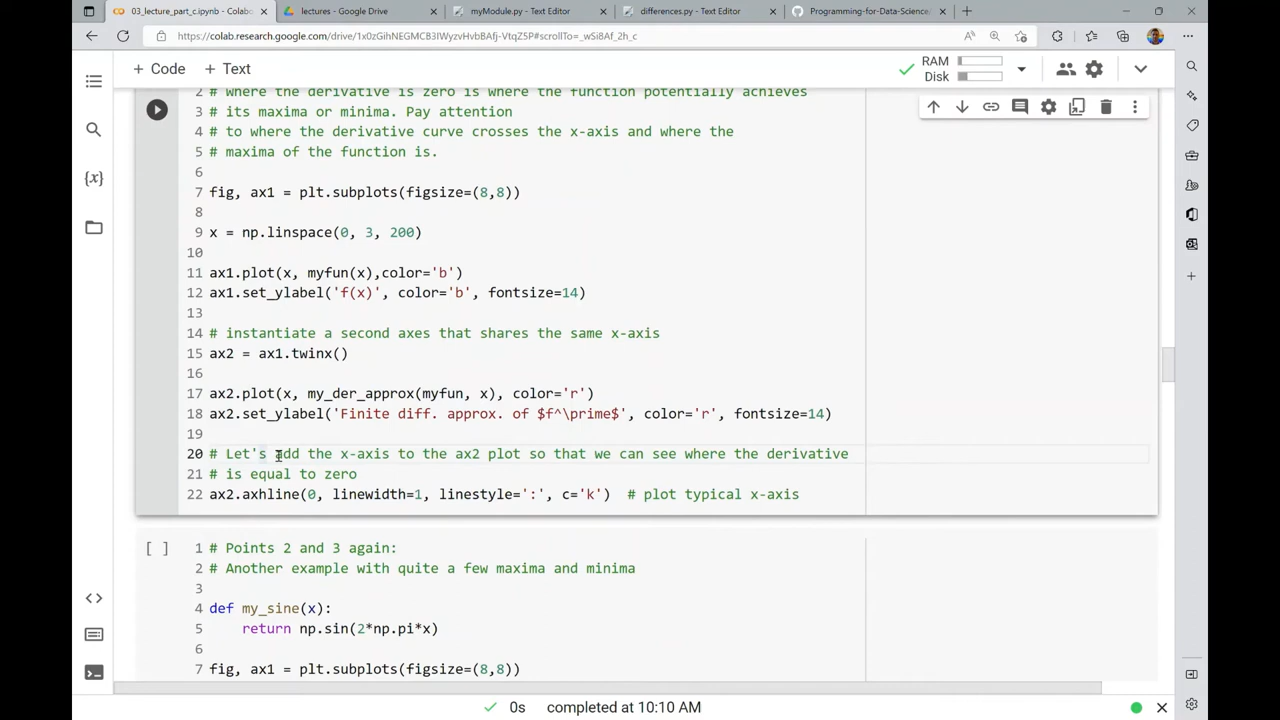 03_lecture_part_c.ipynb - Colabo
lectures - Google Drive
myModule.py - Text Editor
differences.py - Text Editor
Programming-for-Data-Science/
https://colab.research.google.com/drive/1x0zGihNEGMCB3IWyzvHvbBAfj-VtqZ5P#scrollTo=_wSi8Af_2h_c
+ Code + Text
RAM
Disk
2 # where the derivative is zero is where the function potentially achieves
3 # its maxima or minima. Pay attention
4 # to where the derivative curve crosses the x-axis and where the
5 # maxima of the function is.
6
7 fig, ax1 = plt.subplots(figsize=(8,8))
8
9 x = np.linspace(0, 3, 200)
10
11 ax1.plot(x, myfun(x),color='b')
12 ax1.set_ylabel('f(x)', color='b', fontsize=14)
13
14 # instantiate a second axes that shares the same x-axis
15 ax2 = ax1.twinx()
16
17 ax2.plot(x, my_der_approx(myfun, x), color='r')
18 ax2.set_ylabel('Finite diff. approx. of $f^\prime$', color='r', fontsize=14)
19
20 # Let's add the x-axis to the ax2 plot so that we can see where the derivative
21 # is equal to zero
22 ax2.axhline(0, linewidth=1, linestyle=':', c='k')  # plot typical x-axis
[ ]
1 # Points 2 and 3 again:
2 # Another example with quite a few maxima and minima
3
4 def my_sine(x):
5     return np.sin(2*np.pi*x)
6
7 fig, ax1 = plt.subplots(figsize=(8,8))
0s completed at 10:10 AM